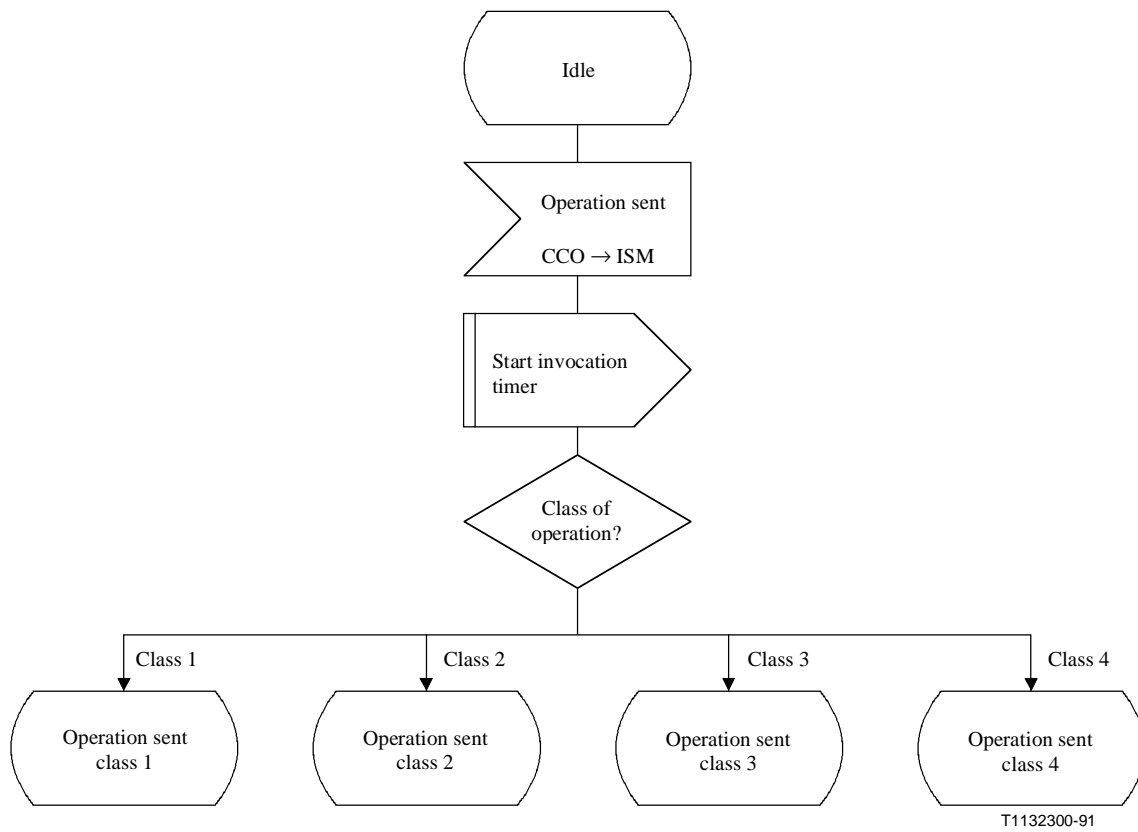 Idle
Operation sent
CCO → ISM
Start invocation
timer
Class of
operation?
Class 1
Class 2
Class 3
Class 4
Operation sent
class 1
Operation sent
class 2
Operation sent
class 3
Operation sent
class 4
T1132300-91